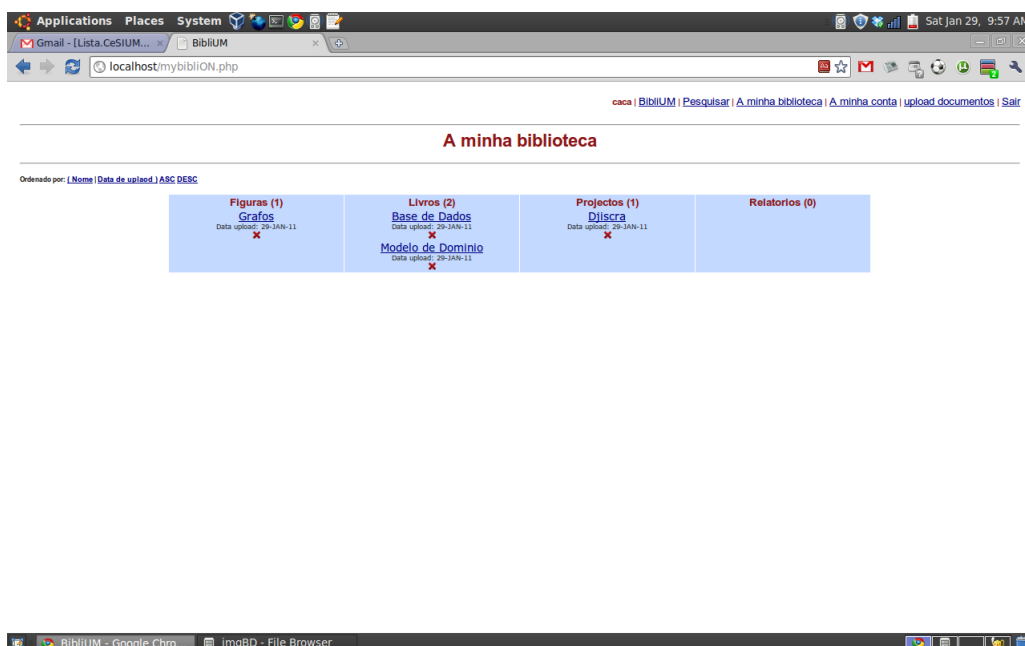 Applications Places System Sat Jan 29, 9:57 AM
Gmail - [Lista.CeSIUM... BibliUM
localhost/mybibliON.php
caca | BibliUM | Pesquisar | A minha biblioteca | A minha conta | upload documentos | Sair
A minha biblioteca
Ordenado por: ( Nome | Data de uplaod ) ASC DESC
Figuras (1) Livros (2) Projectos (1) Relatorios (0)
Grafos Base de Dados Djiscra
Data upload: 29-JAN-11 Data upload: 29-JAN-11 Data upload: 29-JAN-11
Modelo de Dominio
Data upload: 29-JAN-11
BibliUM - Google Chro... imgBD - File Browser